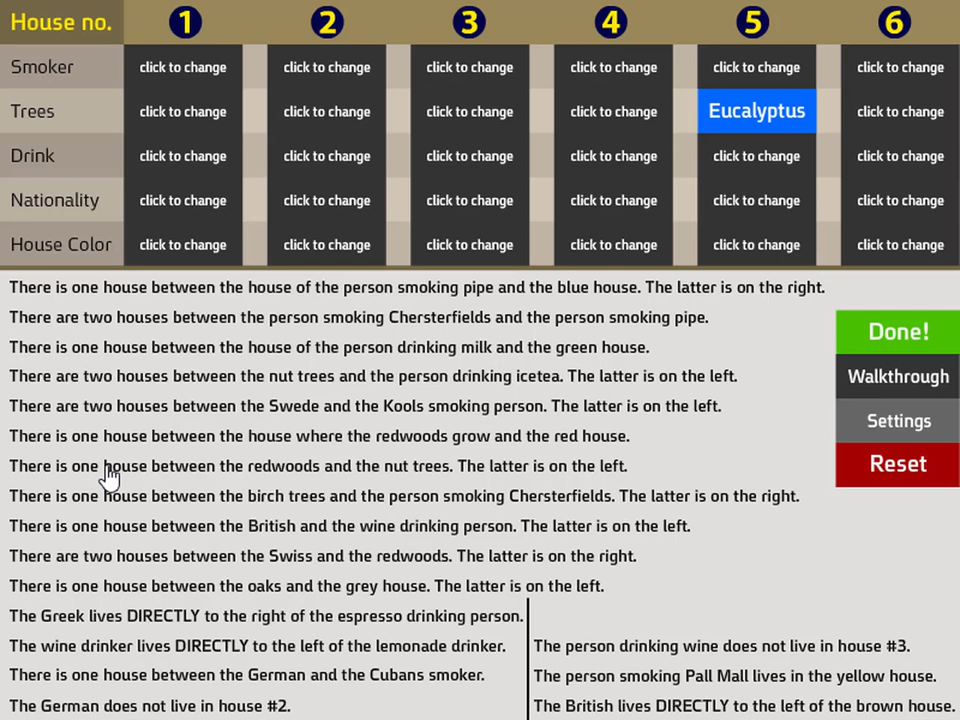 House no. 1 2 3 4 5 6
Smoker click to change click to change click to change click to change click to change click to change
Trees click to change click to change click to change click to change Eucalyptus click to change
Drink click to change click to change click to change click to change click to change click to change
Nationality click to change click to change click to change click to change click to change click to change
House Color click to change click to change click to change click to change click to change click to change
There is one house between the house of the person smoking pipe and the blue house. The latter is on the right.
There are two houses between the person smoking Chersterfields and the person smoking pipe.
There is one house between the house of the person drinking milk and the green house.
There are two houses between the nut trees and the person drinking icetea. The latter is on the left.
There are two houses between the Swede and the Kools smoking person. The latter is on the left.
There is one house between the house where the redwoods grow and the red house.
There is one house between the redwoods and the nut trees. The latter is on the left.
There is one house between the birch trees and the person smoking Chersterfields. The latter is on the right.
There is one house between the British and the wine drinking person. The latter is on the left.
There are two houses between the Swiss and the redwoods. The latter is on the right.
There is one house between the oaks and the grey house. The latter is on the left.
The Greek lives DIRECTLY to the right of the espresso drinking person.
The wine drinker lives DIRECTLY to the left of the lemonade drinker.
There is one house between the German and the Cubans smoker.
The German does not live in house #2.
The person drinking wine does not live in house #3.
The person smoking Pall Mall lives in the yellow house.
The British lives DIRECTLY to the left of the brown house.
Done!
Walkthrough
Settings
Reset